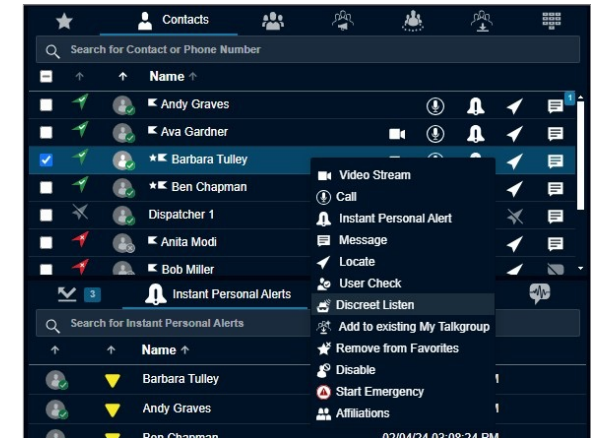 Contacts
Search for Contact or Phone Number
Name
Andy Graves
1
Ava Gardner
Barbara Tulley
Ben Chapman
Dispatcher 1
Anita Modi
Bob Miller
Video Stream
Call
Instant Personal Alert
Message
Locate
User Check
Discreet Listen
Add to existing My Talkgroup
Remove from Favorites
Disable
Start Emergency
Affiliations
3
Instant Personal Alerts
Search for Instant Personal Alerts
Name
Barbara Tulley
Andy Graves
Ben Chapman
02/04/24 03:08:24 PM